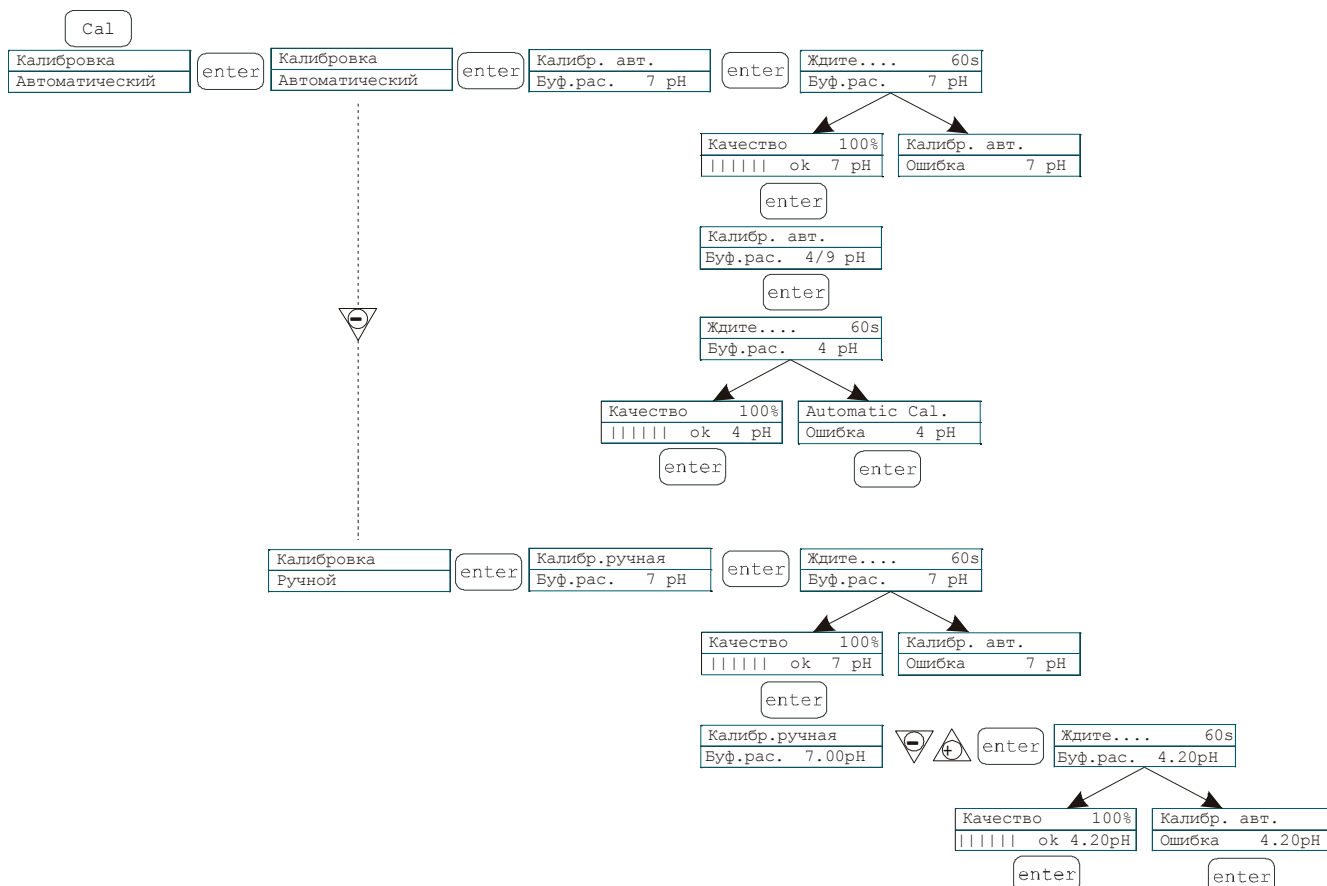 Cal
Калибровка
Автоматический
enter
Калибровка
Автоматический
enter
Калибр. авт.
Буф.рас. 7 pH
enter
Ждите.... 60s
Буф.рас. 7 pH
Качество 100%
|||||| ok 7 pH
Калибр. авт.
Ошибка 7 pH
enter
Калибр. авт.
Буф.рас. 4/9 pH
enter
Ждите.... 60s
Буф.рас. 4 pH
Качество 100%
|||||| ok 4 pH
Automatic Cal.
Ошибка 4 pH
enter
enter
Калибровка
Ручной
enter
Калибр.ручная
Буф.рас. 7 pH
enter
Ждите.... 60s
Буф.рас. 7 pH
Качество 100%
|||||| ok 7 pH
Калибр. авт.
Ошибка 7 pH
enter
Калибр.ручная
Буф.рас. 7.00pH
enter
Ждите.... 60s
Буф.рас. 4.20pH
Качество 100%
|||||| ok 4.20pH
Калибр. авт.
Ошибка 4.20pH
enter
enter